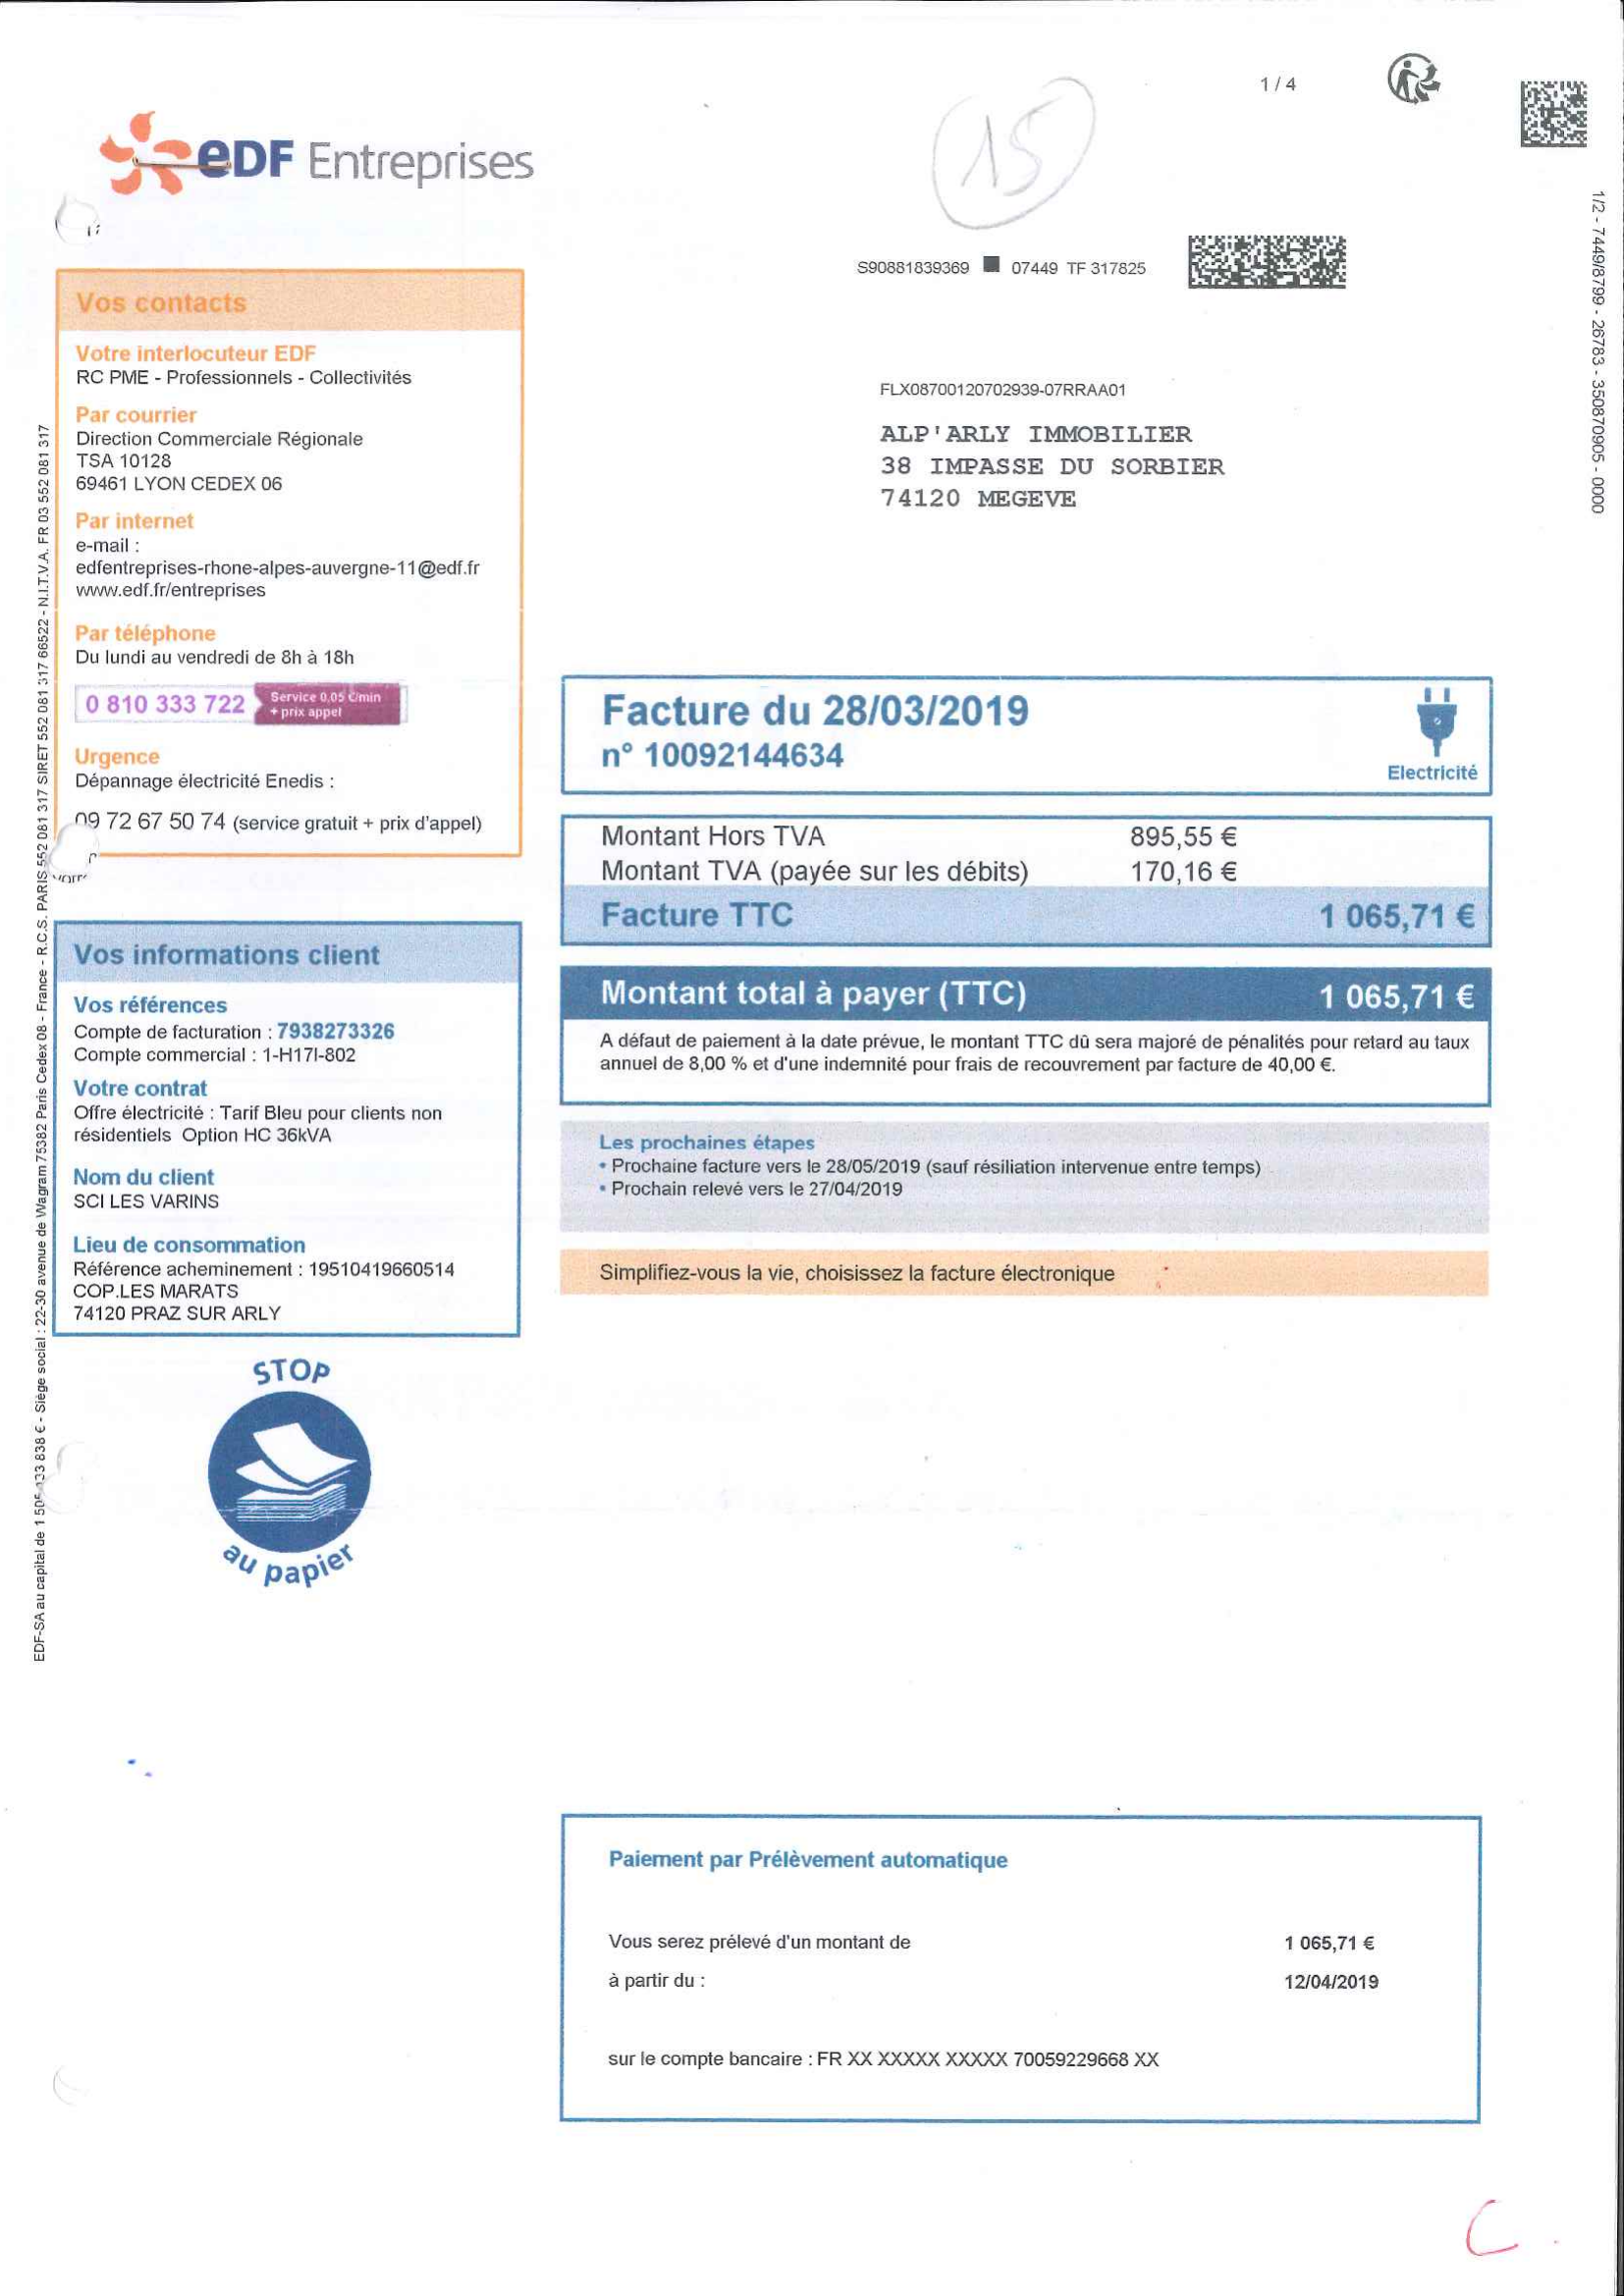 1 / 4
15
eDF Entreprises
S90881839369 07449 TF 317825
1/2 - 7449/8799 - 26783 - 350870905 - 0000
Vos contacts
Votre interlocuteur EDF
RC PME - Professionnels - Collectivités
Par courrier
Direction Commerciale Régionale
TSA 10128
69461 LYON CEDEX 06
Par internet
e-mail :
edfentreprises-rhone-alpes-auvergne-11@edf.fr
www.edf.fr/entreprises
Par téléphone
Du lundi au vendredi de 8h à 18h
0 810 333 722 Service 0,05 €/min
+ prix appel
Urgence
Dépannage électricité Enedis :
09 72 67 50 74 (service gratuit + prix d'appel)
FLX08700120702939-07RRAA01
ALP'ARLY IMMOBILIER
38 IMPASSE DU SORBIER
74120 MEGEVE
Facture du 28/03/2019
n° 10092144634
Electricité
Montant Hors TVA 895,55 €
Montant TVA (payée sur les débits) 170,16 €
Facture TTC 1 065,71 €
Montant total à payer (TTC) 1 065,71 €
A défaut de paiement à la date prévue, le montant TTC dû sera majoré de pénalités pour retard au taux
annuel de 8,00 % et d'une indemnité pour frais de recouvrement par facture de 40,00 €.
Les prochaines étapes
• Prochaine facture vers le 28/05/2019 (sauf résiliation intervenue entre temps)
• Prochain relevé vers le 27/04/2019
Simplifiez-vous la vie, choisissez la facture électronique
Vos informations client
Vos références
Compte de facturation : 7938273326
Compte commercial : 1-H17I-802
Votre contrat
Offre électricité : Tarif Bleu pour clients non
résidentiels Option HC 36kVA
Nom du client
SCI LES VARINS
Lieu de consommation
Référence acheminement : 19510419660514
COP.LES MARATS
74120 PRAZ SUR ARLY
STOP
au papier
EDF-SA au capital de 1 505 133 838 € - Siège social : 22-30 avenue de Wagram 75382 Paris Cedex 08 - France - R.C.S. PARIS 552 081 317 SIRET 552 081 317 66522 - N.I.T.V.A. FR 03 552 081 317
Paiement par Prélèvement automatique
Vous serez prélevé d'un montant de 1 065,71 €
à partir du : 12/04/2019
sur le compte bancaire : FR XX XXXXX XXXXX 70059229668 XX
C